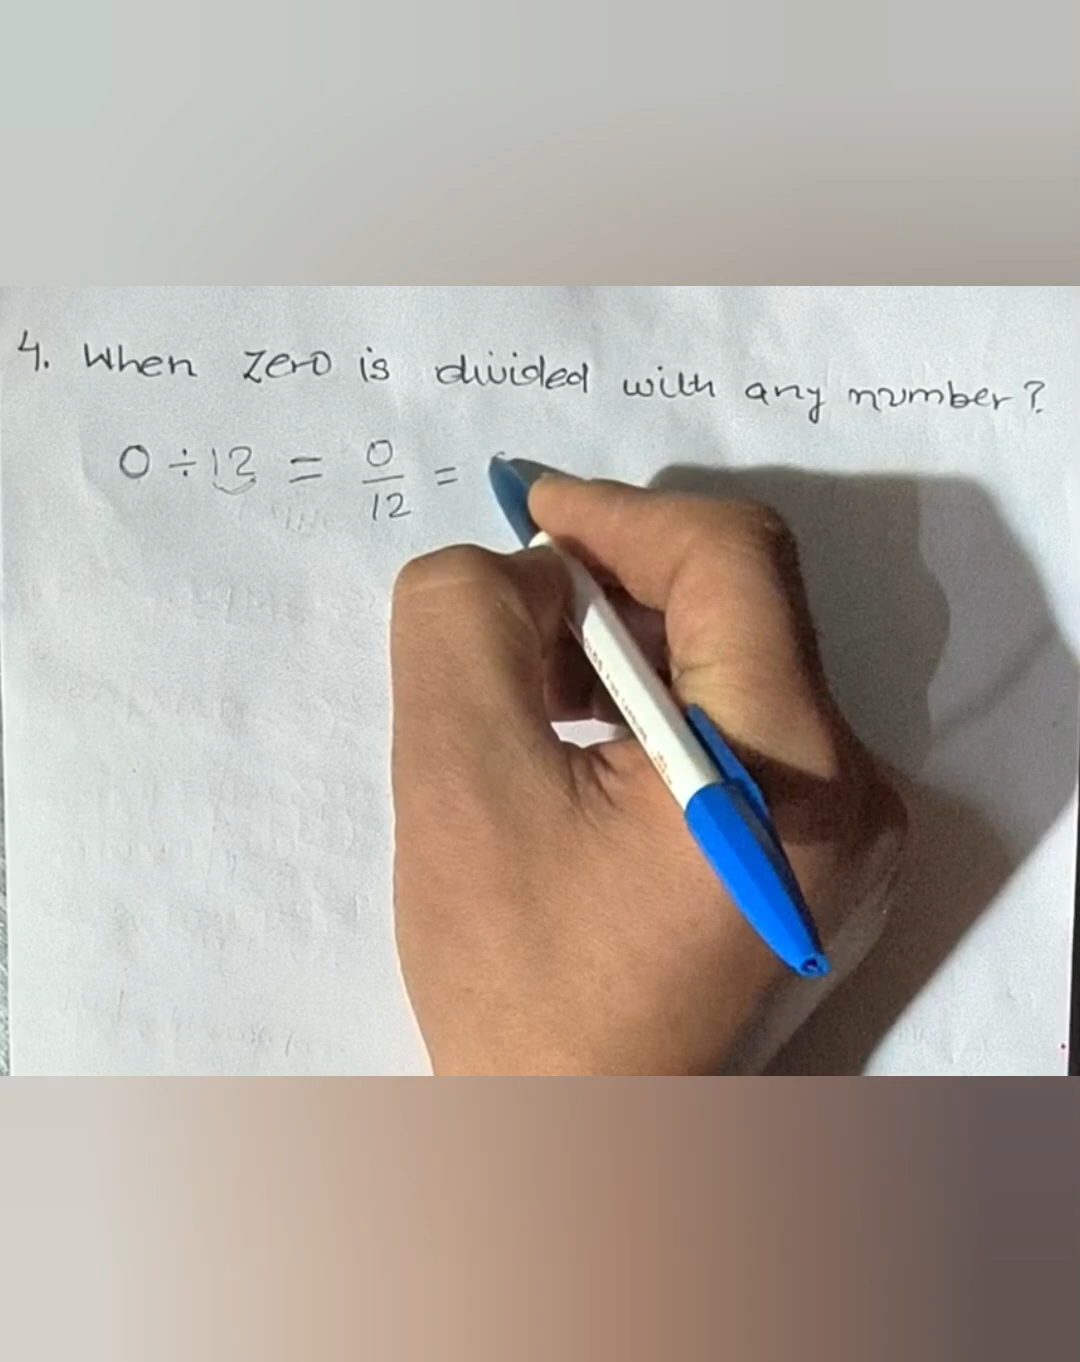 4. When zero is divided with any number?
0 ÷ 12 = 0/12 =